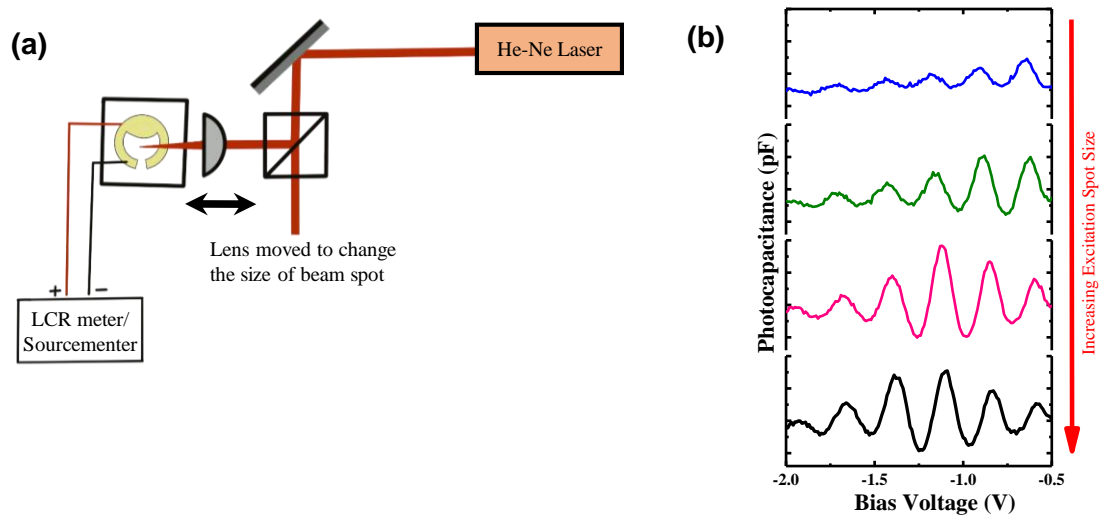 (a)
He-Ne Laser
Lens moved to change
the size of beam spot
+ −
LCR meter/
Sourcementer
(b)
Photocapacitance (pF)
Increasing Excitation Spot Size
-2.0 -1.5 -1.0 -0.5
Bias Voltage (V)